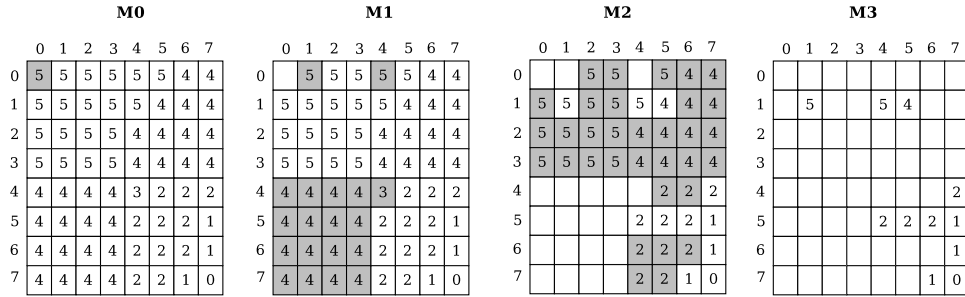 M0
0 1 2 3 4 5 6 7
0 5 5 5 5 5 5 4 4
1 5 5 5 5 5 4 4 4
2 5 5 5 5 4 4 4 4
3 5 5 5 5 4 4 4 4
4 4 4 4 4 3 2 2 2
5 4 4 4 4 2 2 2 1
6 4 4 4 4 2 2 2 1
7 4 4 4 4 2 2 1 0
M1
0 1 2 3 4 5 6 7
0 5 5 5 5 5 4 4
1 5 5 5 5 5 4 4 4
2 5 5 5 5 4 4 4 4
3 5 5 5 5 4 4 4 4
4 4 4 4 4 3 2 2 2
5 4 4 4 4 2 2 2 1
6 4 4 4 4 2 2 2 1
7 4 4 4 4 2 2 1 0
M2
0 1 2 3 4 5 6 7
0 5 5 5 4 4
1 5 5 5 5 5 4 4 4
2 5 5 5 5 4 4 4 4
3 5 5 5 5 4 4 4 4
4 2 2 2
5 2 2 2 1
6 2 2 2 1
7 2 2 1 0
M3
0 1 2 3 4 5 6 7
0
1 5 5 4
2
3
4 2
5 2 2 2 1
6 1
7 1 0